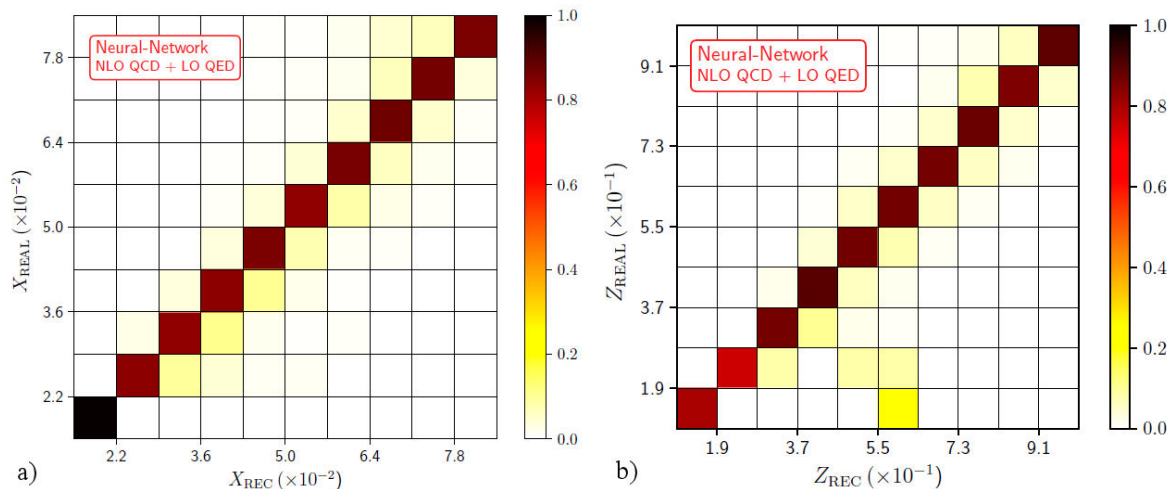 Neural-Network
NLO QCD + LO QED
X_REAL (×10^−2)
7.8
6.4
5.0
3.6
2.2
2.2 3.6 5.0 6.4 7.8
X_REC (×10^−2)
1.0
0.8
0.6
0.4
0.2
0.0
a)
Neural-Network
NLO QCD + LO QED
Z_REAL (×10^−1)
9.1
7.3
5.5
3.7
1.9
1.9 3.7 5.5 7.3 9.1
Z_REC (×10^−1)
1.0
0.8
0.6
0.4
0.2
0.0
b)